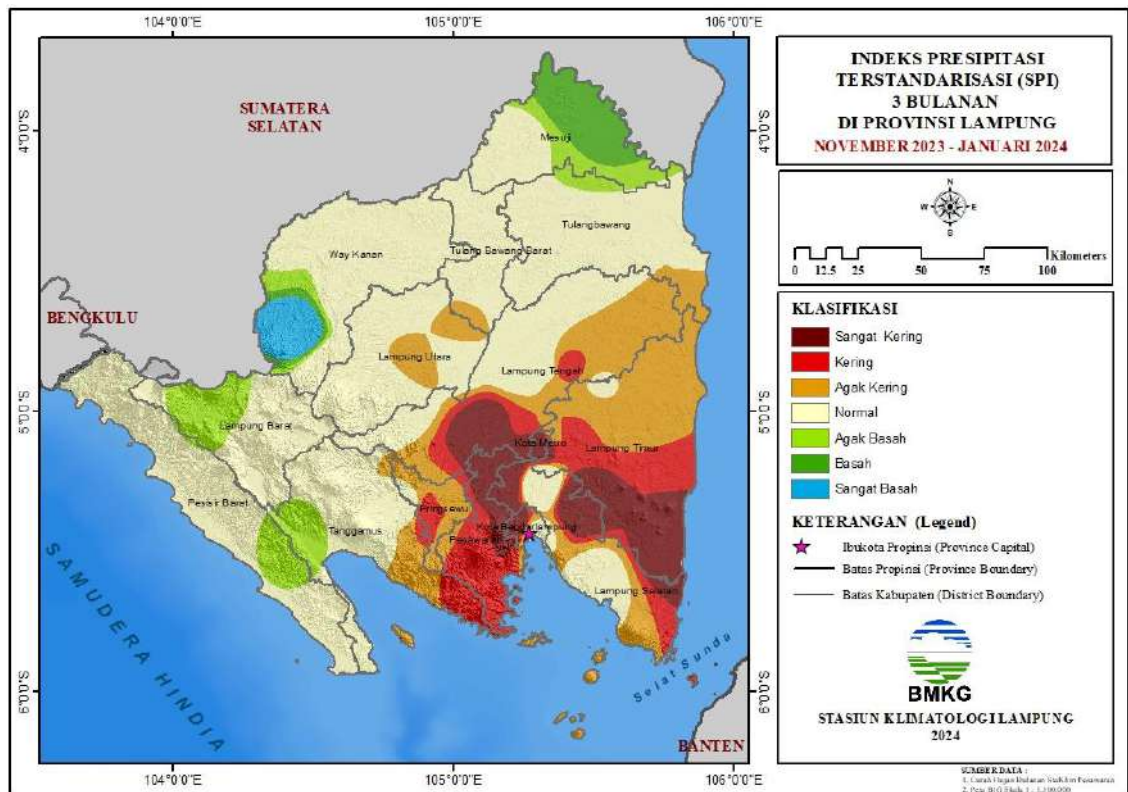 104°0'0"E 105°0'0"E 106°0'0"E
INDEKS PRESIPITASI
TERSTANDARISASI (SPI)
3 BULANAN
DI PROVINSI LAMPUNG
NOVEMBER 2023 - JANUARI 2024
N
W E
S
Kilometers
0 12.5 25 50 75 100
KLASIFIKASI
Sangat Kering
Kering
Agak Kering
Normal
Agak Basah
Basah
Sangat Basah
KETERANGAN (Legend)
Ibukota Propinsi (Province Capital)
Batas Propinsi (Province Boundary)
Batas Kabupaten (District Boundary)
BMKG
STASIUN KLIMATOLOGI LAMPUNG
2024
SUMBER DATA :
SUMATERA
SELATAN
4°0'0"S
4°0'0"S
Mesuji
Tulangbawang
Tulang Bawang Barat
Way Kanan
BENGKULU
Lampung Utara
Lampung Tengah
5°0'0"S
5°0'0"S
Lampung Barat
Kota Metro
Lampung Timur
Pesisir Barat
Pringsewu
Tanggamus
Kota Bandarlampung
Lampung Selatan
SAMUDERA HINDIA
Selat Sunda
6°0'0"S
6°0'0"S
BANTEN
104°0'0"E 105°0'0"E 106°0'0"E